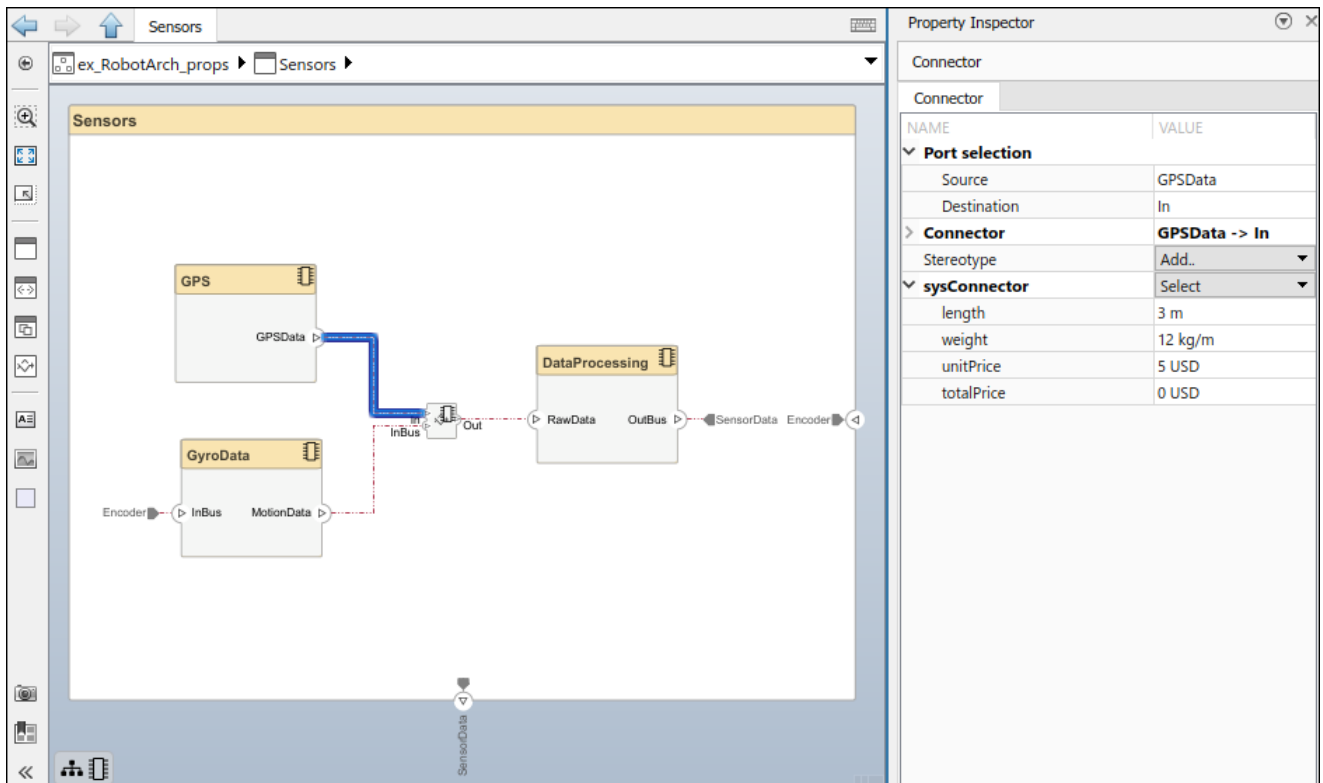 Sensors
ex_RobotArch_props Sensors
Sensors
GPS
GPSData
GyroData
Encoder InBus MotionData
In
InBus
Out
DataProcessing
RawData OutBus SensorData Encoder
SensorData
Property Inspector
Connector
Connector
NAME VALUE
Port selection
Source GPSData
Destination In
Connector GPSData -> In
Stereotype Add..
sysConnector Select
length 3 m
weight 12 kg/m
unitPrice 5 USD
totalPrice 0 USD